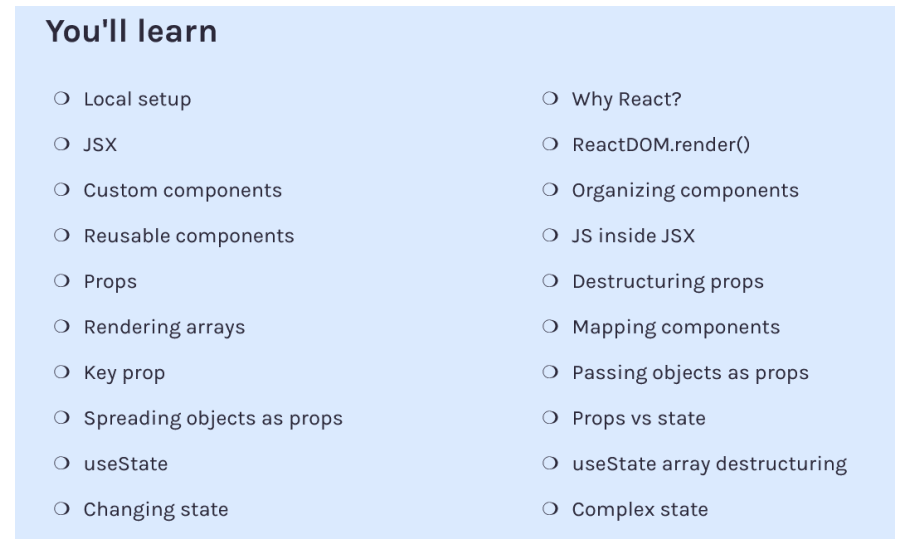 You'll learn
Local setup
Why React?
JSX
ReactDOM.render()
Custom components
Organizing components
Reusable components
JS inside JSX
Props
Destructuring props
Rendering arrays
Mapping components
Key prop
Passing objects as props
Spreading objects as props
Props vs state
useState
useState array destructuring
Changing state
Complex state